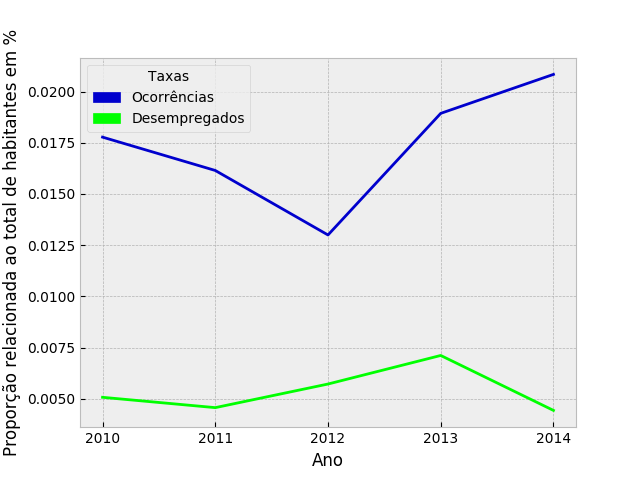 Proporção relacionada ao total de habitantes em %
Taxas
Ocorrências
Desempregados
0.0200
0.0175
0.0150
0.0125
0.0100
0.0075
0.0050
2010 2011 2012 2013 2014
Ano